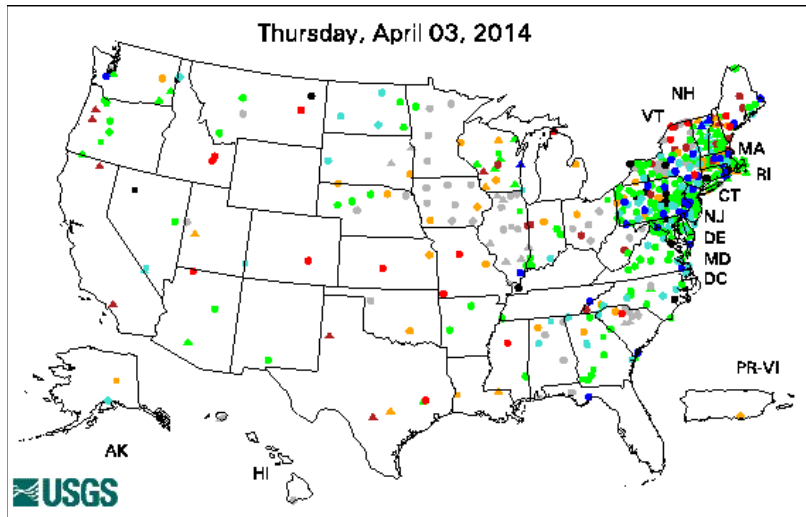 Thursday, April 03, 2014
NH
VT
MA
RI
CT
NJ
DE
MD
DC
PR-VI
AK
HI
USGS